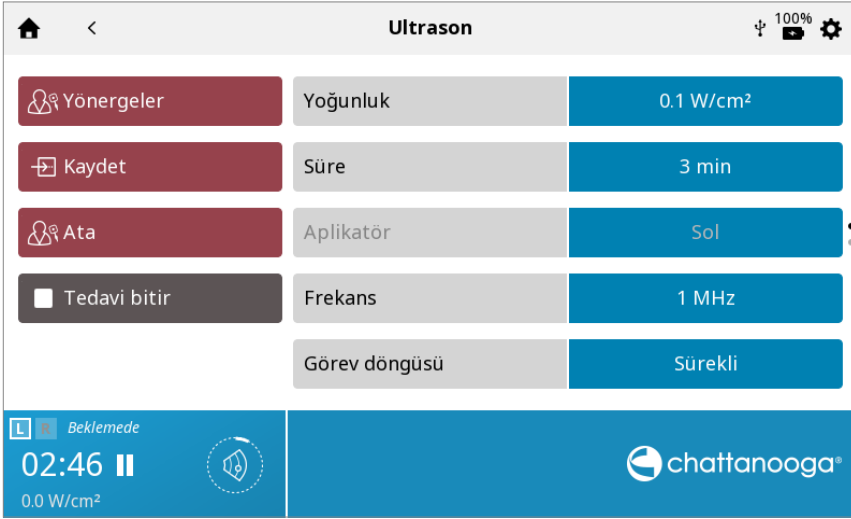 Ultrason
100%
Yönergeler
Yoğunluk
0.1 W/cm²
Kaydet
Süre
3 min
Ata
Aplikatör
Sol
Tedavi bitir
Frekans
1 MHz
Görev döngüsü
Sürekli
L R Beklemede
02:46
0.0 W/cm²
chattanooga®